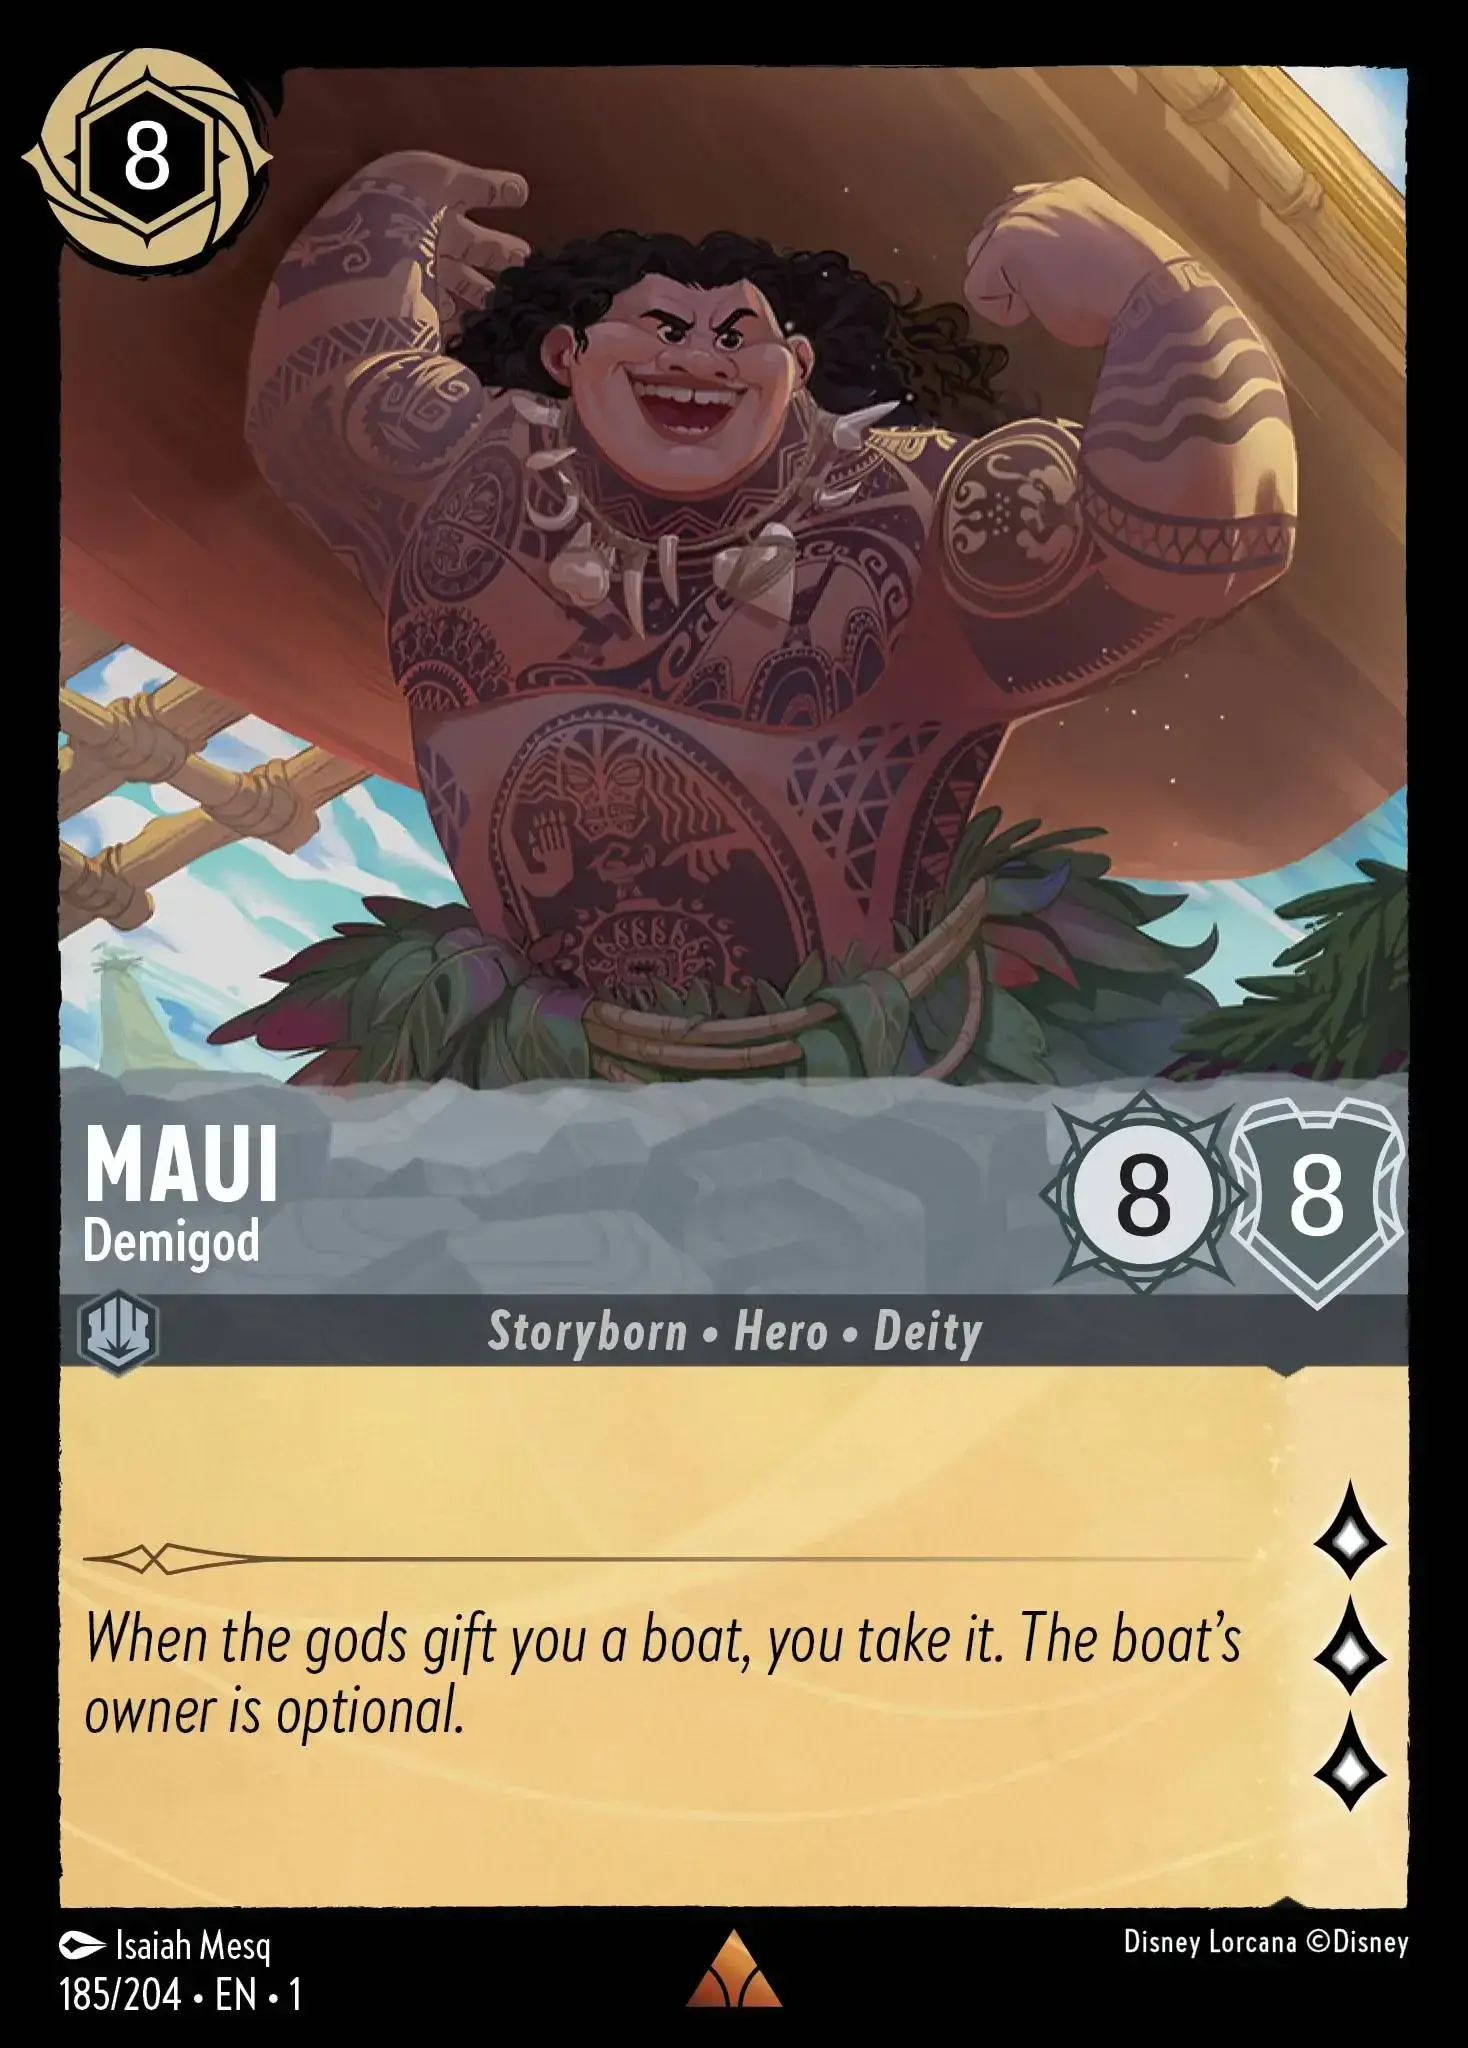 8
MAUI
Demigod
8
8
Storyborn • Hero • Deity
When the gods gift you a boat, you take it. The boat’s
owner is optional.
Isaiah Mesq
185/204 • EN • 1
Disney Lorcana ©Disney